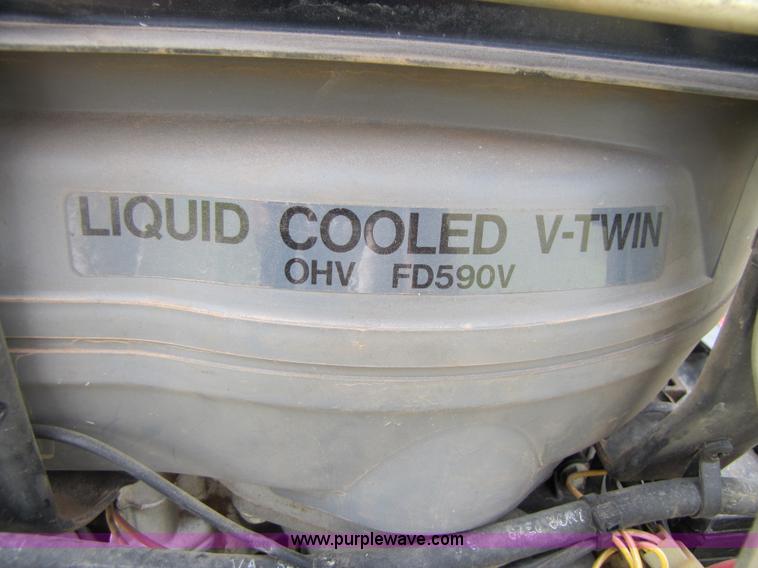 LIQUID COOLED V-TWIN
OHV FD590V
www.purplewave.com